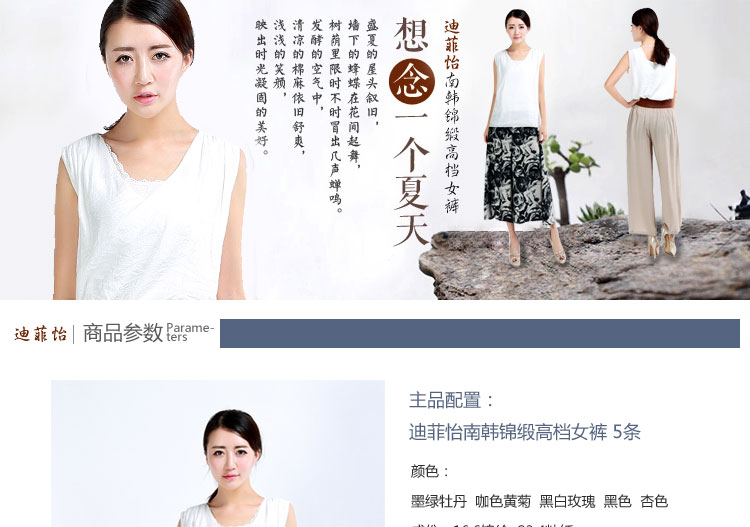 盛夏的屋头叙旧，
墙下的蜂蝶在花间起舞，
树荫里限时不时冒出几声蝉鸣。
发酵的空气中，
清凉的棉麻依旧舒爽，
浅浅的笑颜，
映出时光凝固的美好。
想念一个夏天
迪菲怡南韩锦缎高档女裤
迪菲怡 商品参数 Parame-
ters
主品配置：
迪菲怡南韩锦缎高档女裤 5条
颜色：
墨绿牡丹 咖色黄菊 黑白玫瑰 黑色 杏色